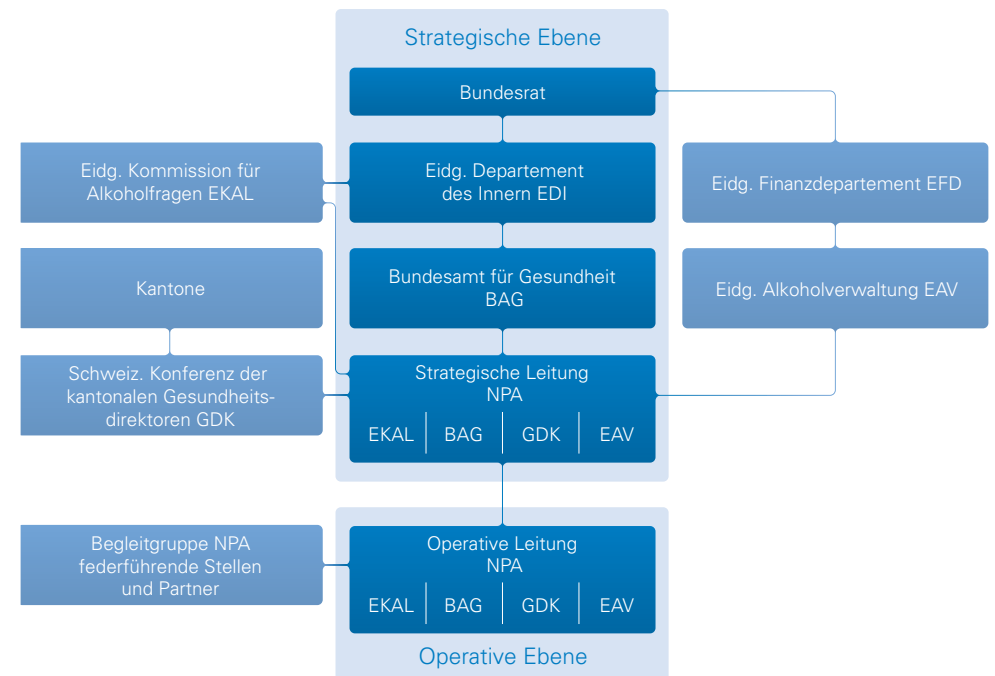 Strategische Ebene
Bundesrat
Eidg. Kommission für
Alkoholfragen EKAL
Eidg. Departement
des Innern EDI
Eidg. Finanzdepartement EFD
Kantone
Bundesamt für Gesundheit
BAG
Eidg. Alkoholverwaltung EAV
Schweiz. Konferenz der
kantonalen Gesundheits-
direktoren GDK
Strategische Leitung
NPA
EKAL BAG GDK EAV
Begleitgruppe NPA
federführende Stellen
und Partner
Operative Leitung
NPA
EKAL BAG GDK EAV
Operative Ebene